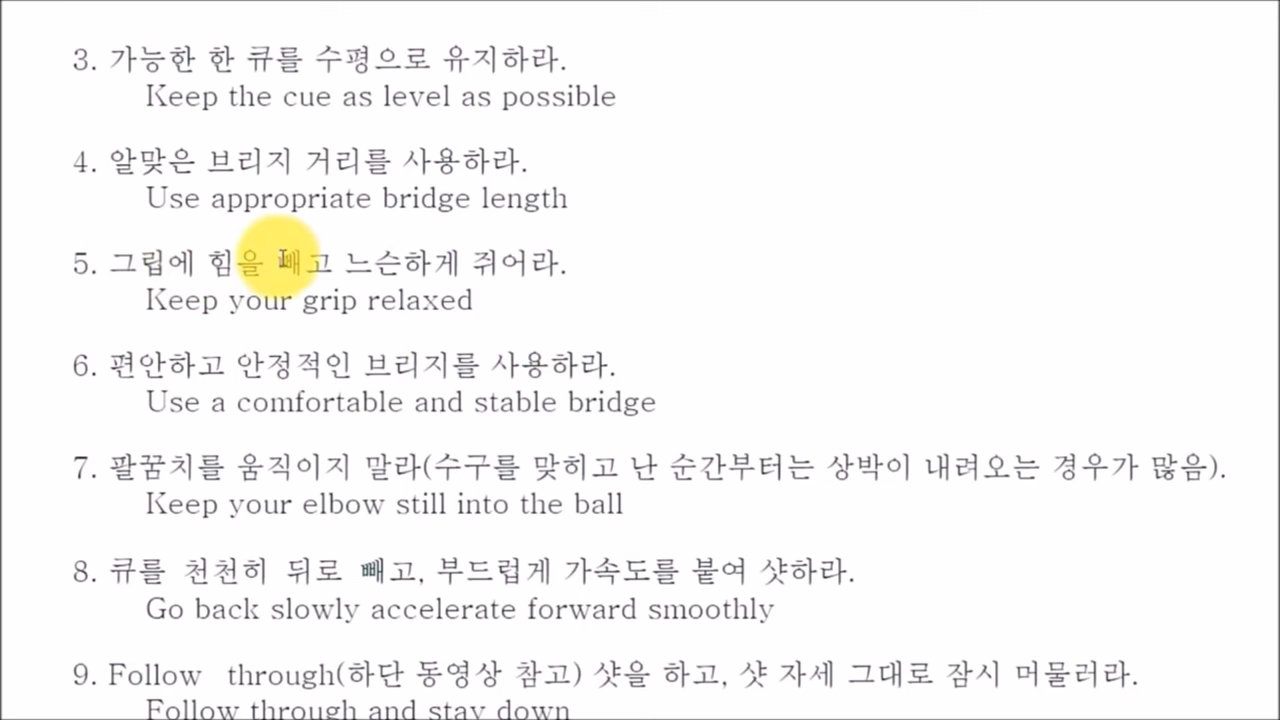 3. 가능한 한 큐를 수평으로 유지하라.
Keep the cue as level as possible
4. 알맞은 브리지 거리를 사용하라.
Use appropriate bridge length
5. 그립에 힘을 빼고 느슨하게 쥐어라.
Keep your grip relaxed
6. 편안하고 안정적인 브리지를 사용하라.
Use a comfortable and stable bridge
7. 팔꿈치를 움직이지 말라(수구를 맞히고 난 순간부터는 상박이 내려오는 경우가 많음).
Keep your elbow still into the ball
8. 큐를 천천히 뒤로 빼고, 부드럽게 가속도를 붙여 샷하라.
Go back slowly accelerate forward smoothly
9. Follow through(하단 동영상 참고) 샷을 하고, 샷 자세 그대로 잠시 머물러라.
Follow through and stay down